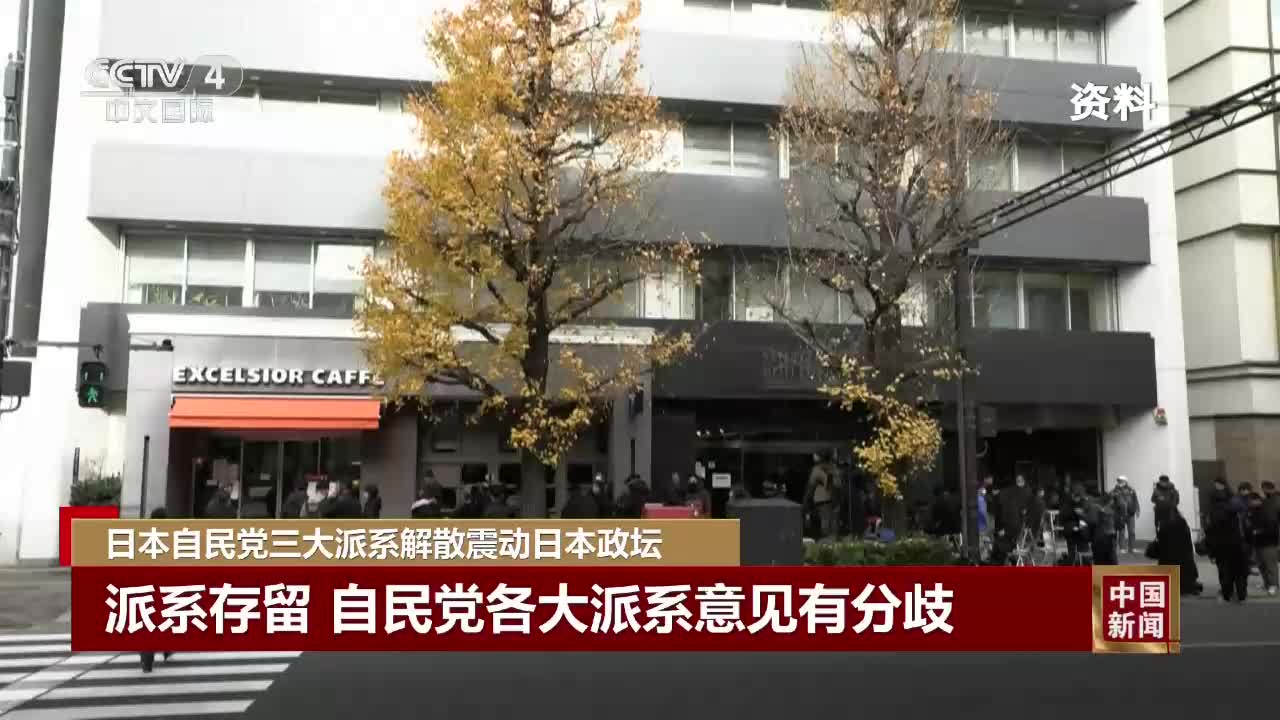 CCTV 4
中文国际
资料
EXCELSIOR CAFFE
日本自民党三大派系解散震动日本政坛
派系存留 自民党各大派系意见有分歧
中国
新闻